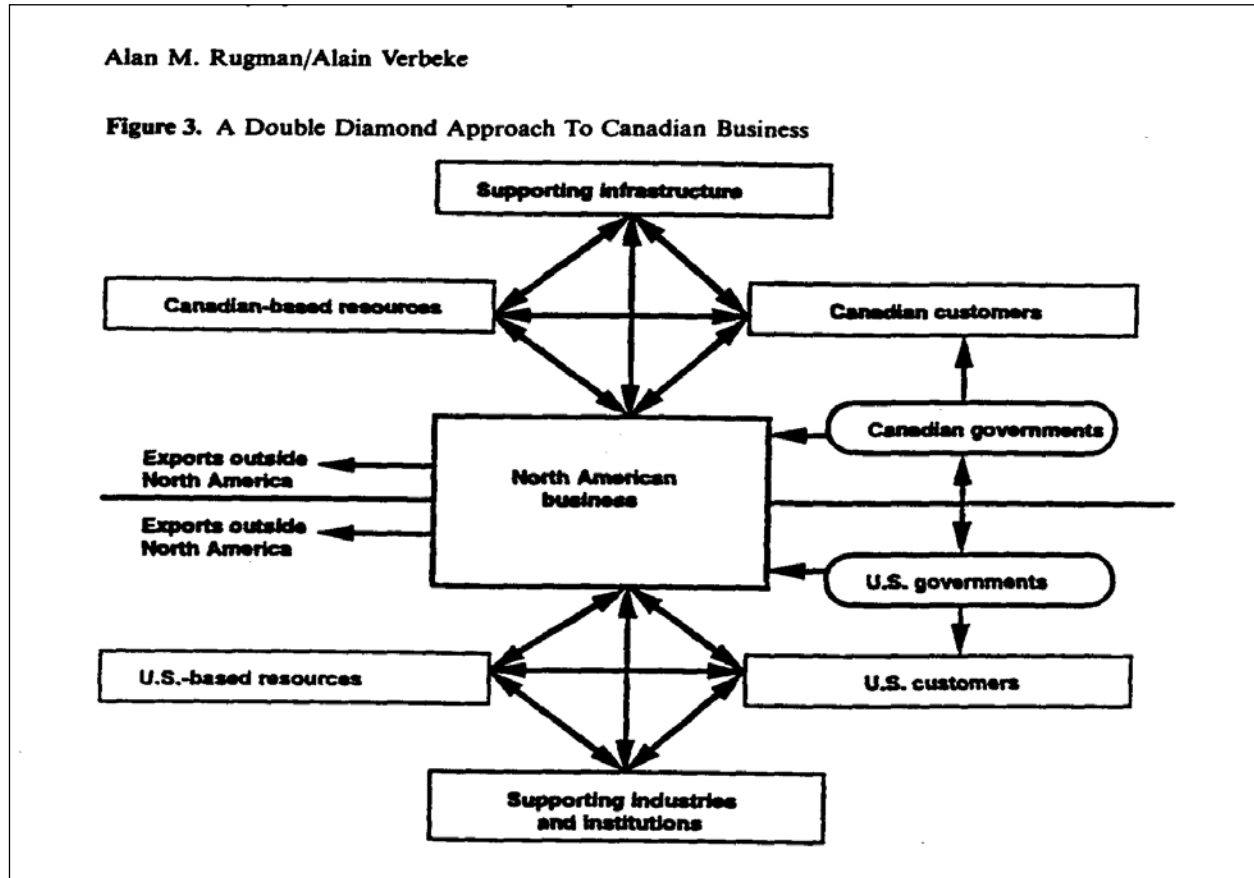 Alan M. Rugman/Alain Verbeke
Figure 3. A Double Diamond Approach To Canadian Business
Supporting infrastructure
Canadian-based resources
Canadian customers
Canadian governments
Exports outside
North America
North American
business
Exports outside
North America
U.S. governments
U.S.-based resources
U.S. customers
Supporting industries
and institutions